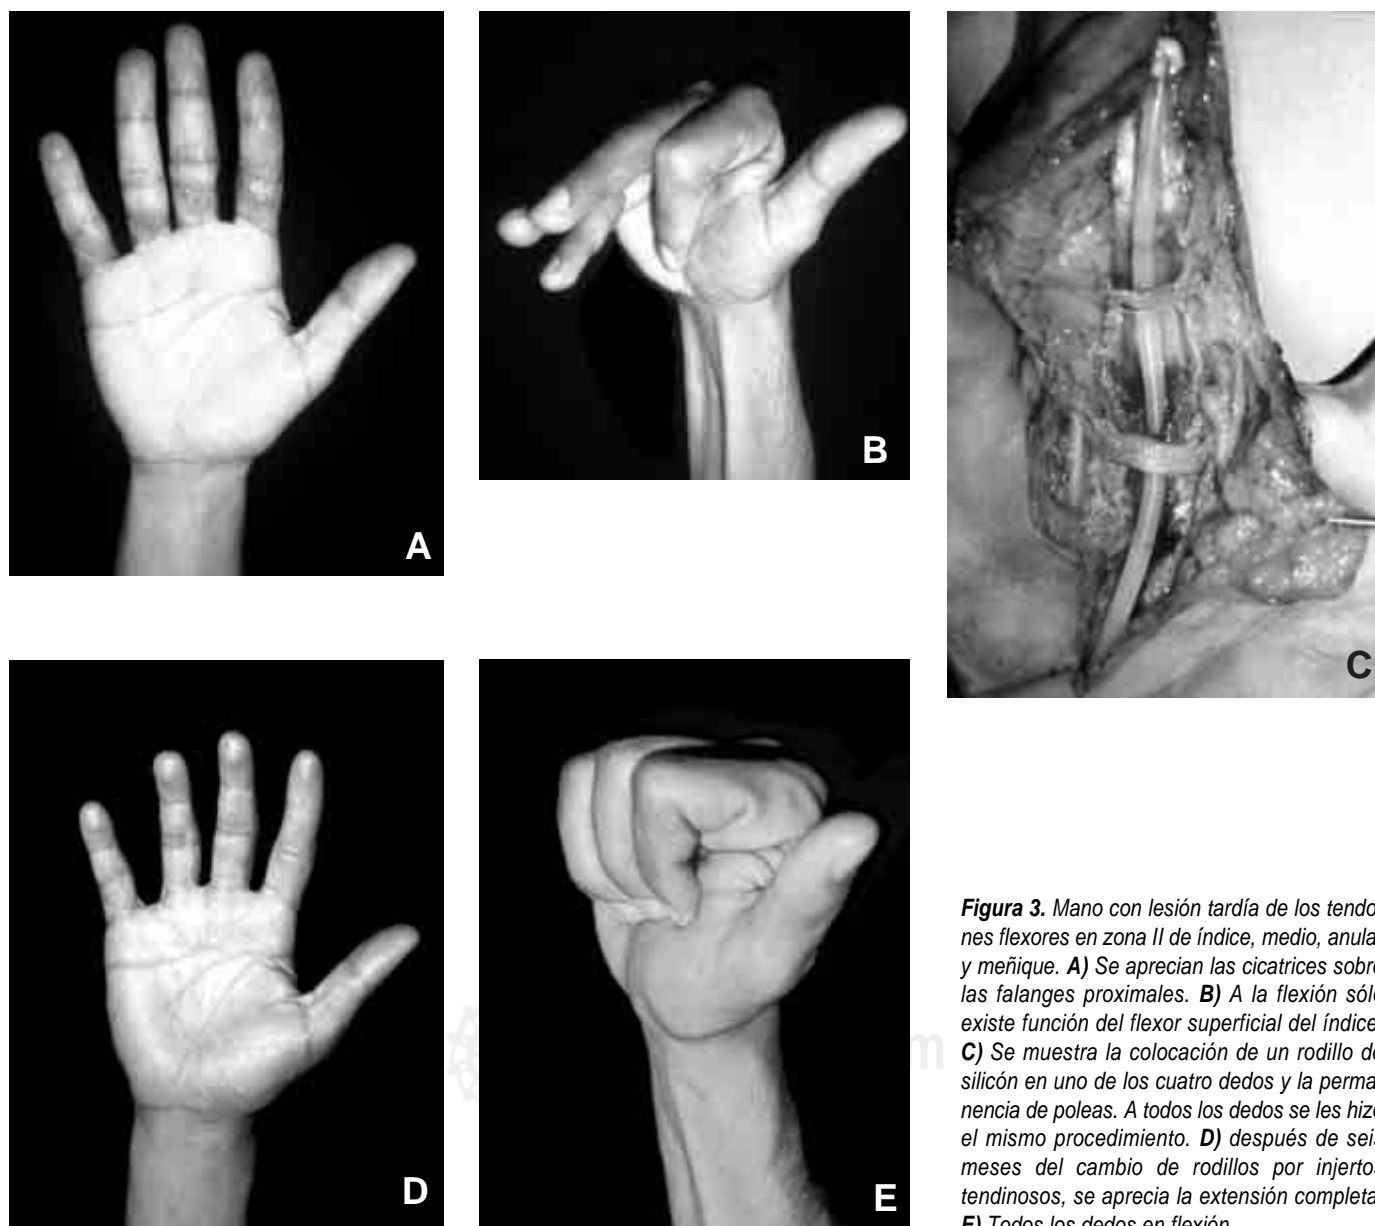 A
B
C
D
E
m
Figura 3. Mano con lesión tardía de los tendo
nes flexores en zona II de índice, medio, anula
y meñique. A) Se aprecian las cicatrices sobre
las falanges proximales. B) A la flexión sólo
existe función del flexor superficial del índice
C) Se muestra la colocación de un rodillo de
silicón en uno de los cuatro dedos y la perma
nencia de poleas. A todos los dedos se les hizo
el mismo procedimiento. D) después de seis
meses del cambio de rodillos por injertos
tendinosos, se aprecia la extensión completa
E) Todos los dedos en flexión